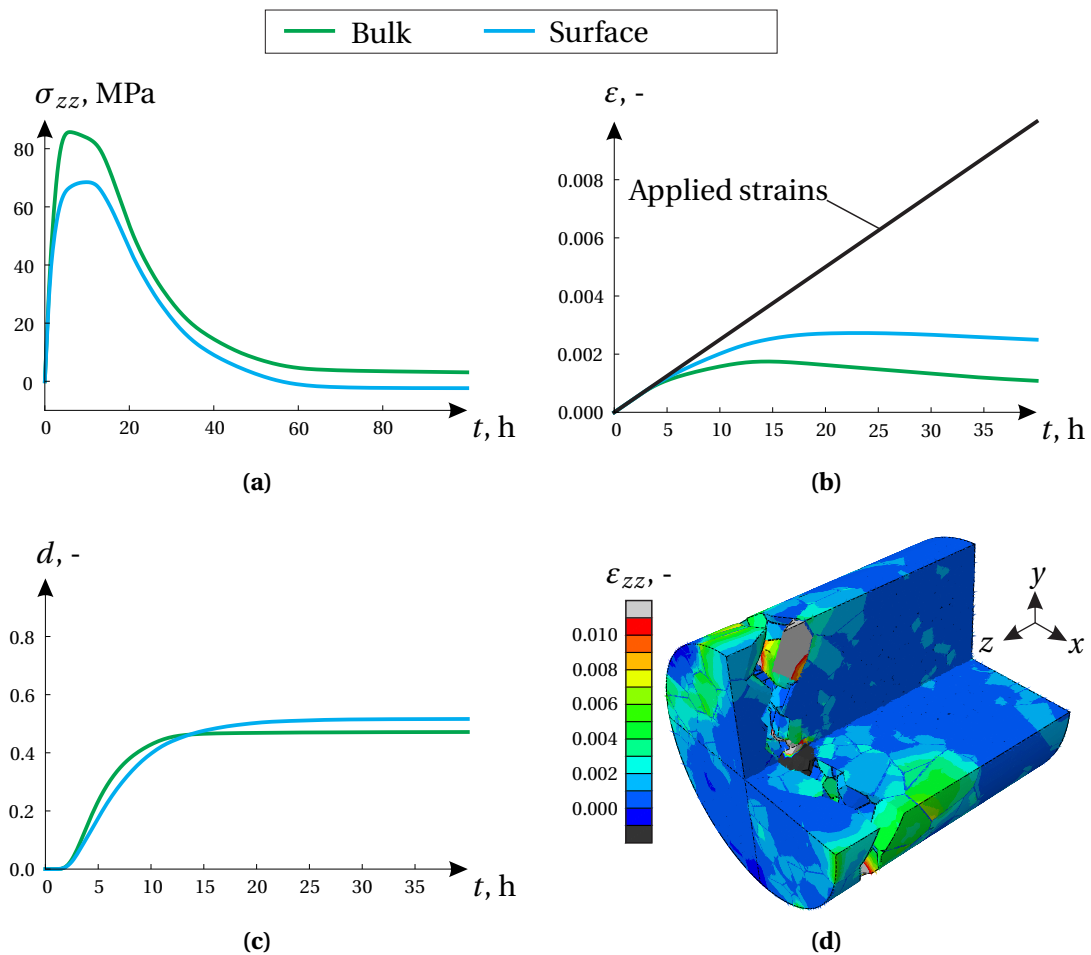 Bulk Surface
σzz, MPa
80
60
40
20
0
0 20 40 60 80
t, h
(a)
ε, -
0.008
0.006
0.004
0.002
0.000
Applied strains
0 5 10 15 20 25 30 35
t, h
(b)
d, -
0.8
0.6
0.4
0.2
0.0
0 5 10 15 20 25 30 35
t, h
(c)
εzz, -
0.010
0.008
0.006
0.004
0.002
0.000
y
z x
(d)